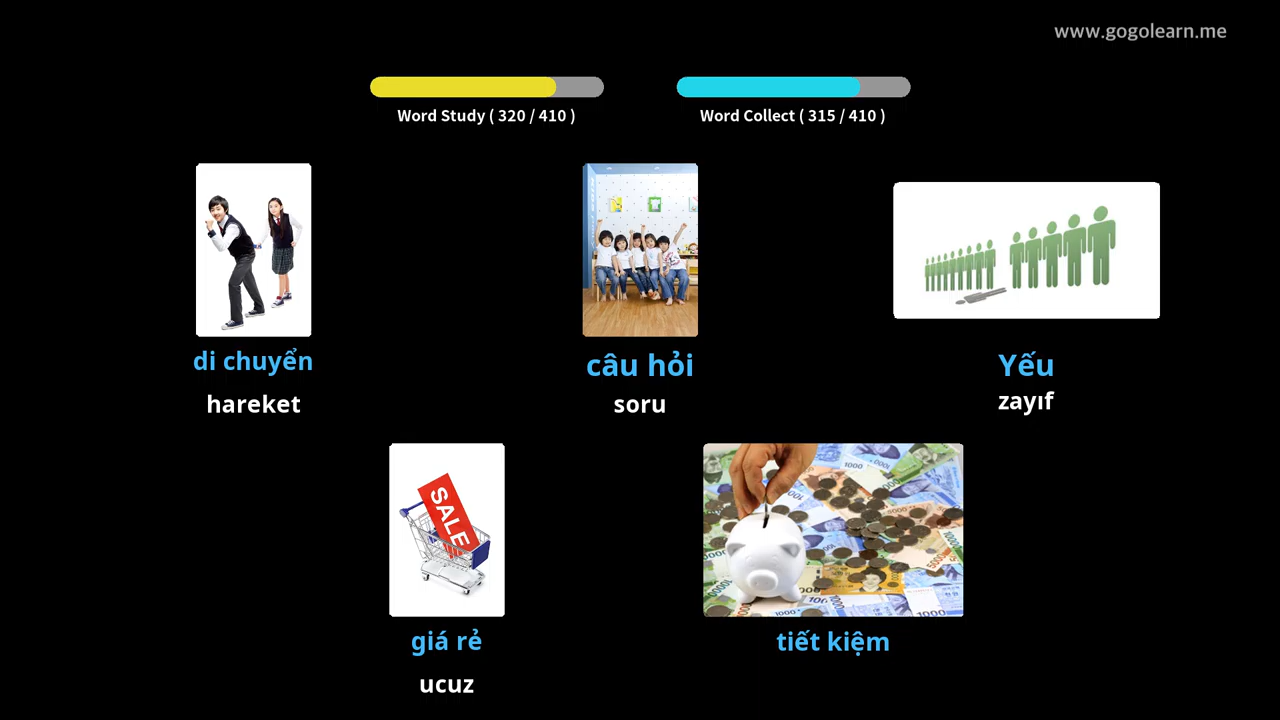 www.gogolearn.me
Word Study ( 320 / 410 )
Word Collect ( 315 / 410 )
di chuyển
hareket
câu hỏi
soru
Yếu
zayıf
SALE
giá rẻ
ucuz
tiết kiệm